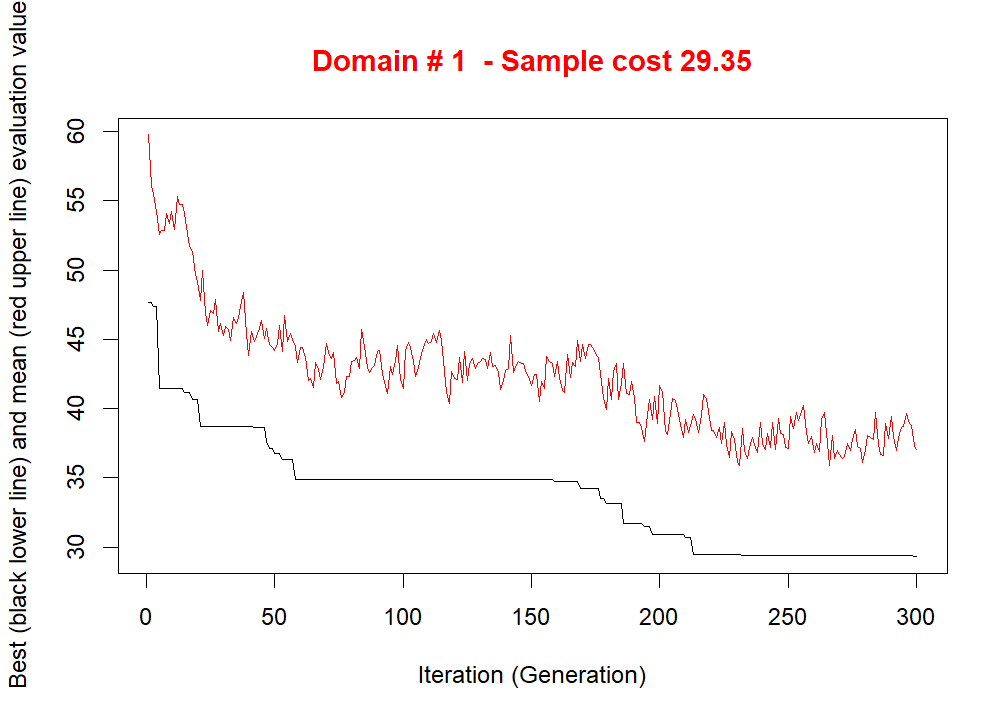 Domain # 1  - Sample cost 29.35
Best (black lower line) and mean (red upper line) evaluation value
60
55
50
45
40
35
30
0 50 100 150 200 250 300
Iteration (Generation)